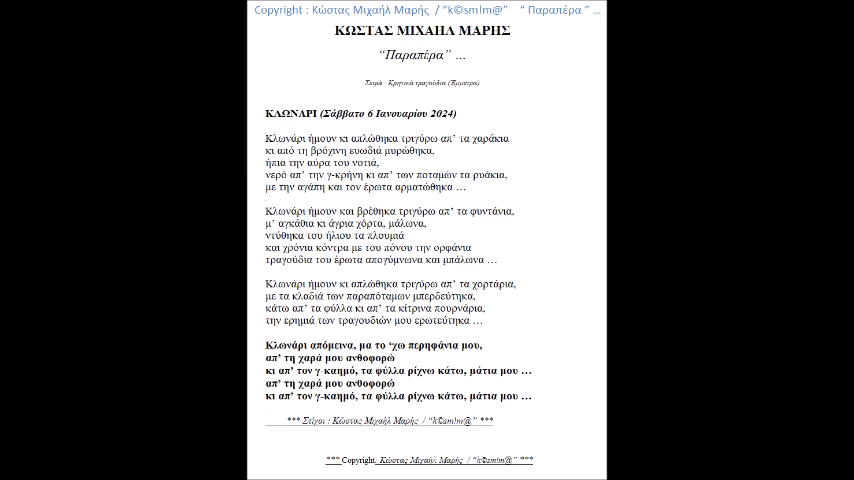 Copyright : Κώστας Μιχαήλ Μαρής / “k©sm!m@” “ Παραπέρα ” ...
ΚΩΣΤΑΣ ΜΙΧΑΗΛ ΜΑΡΗΣ
“Παραπέρα” …
Σειρά : Κρητικά τραγούδια (Έμμετρα)
ΚΛΩΝΑΡΙ (Σάββατο 6 Ιανουαρίου 2024)
Κλωνάρι ήμουν κι απλώθηκα τριγύρω απ’ τα χαράκια
κι από τη βρόχινη ευωδιά μυρώθηκα,
ήπια την αύρα του νοτιά,
νερό απ’ την γ-κρήνη κι απ’ των ποταμών τα ρυάκια,
με την αγάπη και τον έρωτα αρματώθηκα …
Κλωνάρι ήμουν και βρέθηκα τριγύρω απ’ τα φυντάνια,
μ’ αγκάθια κι άγρια χόρτα, μάλωνα,
ντύθηκα του ήλιου τα πλουμιά
και χρόνια κόντρα με του πόνου την ορφάνια
τραγούδια του έρωτα απογύμνωνα και μπάλωνα …
Κλωνάρι ήμουν κι απλώθηκα τριγύρω απ’ τα χορτάρια,
με τα κλαδιά των παραπόταμων μπερδεύτηκα,
κάτω απ’ τα φύλλα κι απ’ τα κίτρινα πουρνάρια,
την ερημιά των τραγουδιών μου ερωτεύτηκα …
Κλωνάρι απόμεινα, μα το ‘χω περηφάνια μου,
απ’ τη χαρά μου ανθοφορώ
κι απ’ τον γ-καημό, τα φύλλα ρίχνω κάτω, μάτια μου …
απ’ τη χαρά μου ανθοφορώ
κι απ’ τον γ-καημό, τα φύλλα ρίχνω κάτω, μάτια μου …
*** Στίχοι : Κώστας Μιχαήλ Μαρής / “k©sm!m@” ***
*** Copyright: Κώστας Μιχαήλ Μαρής / “k©sm!m@” ***